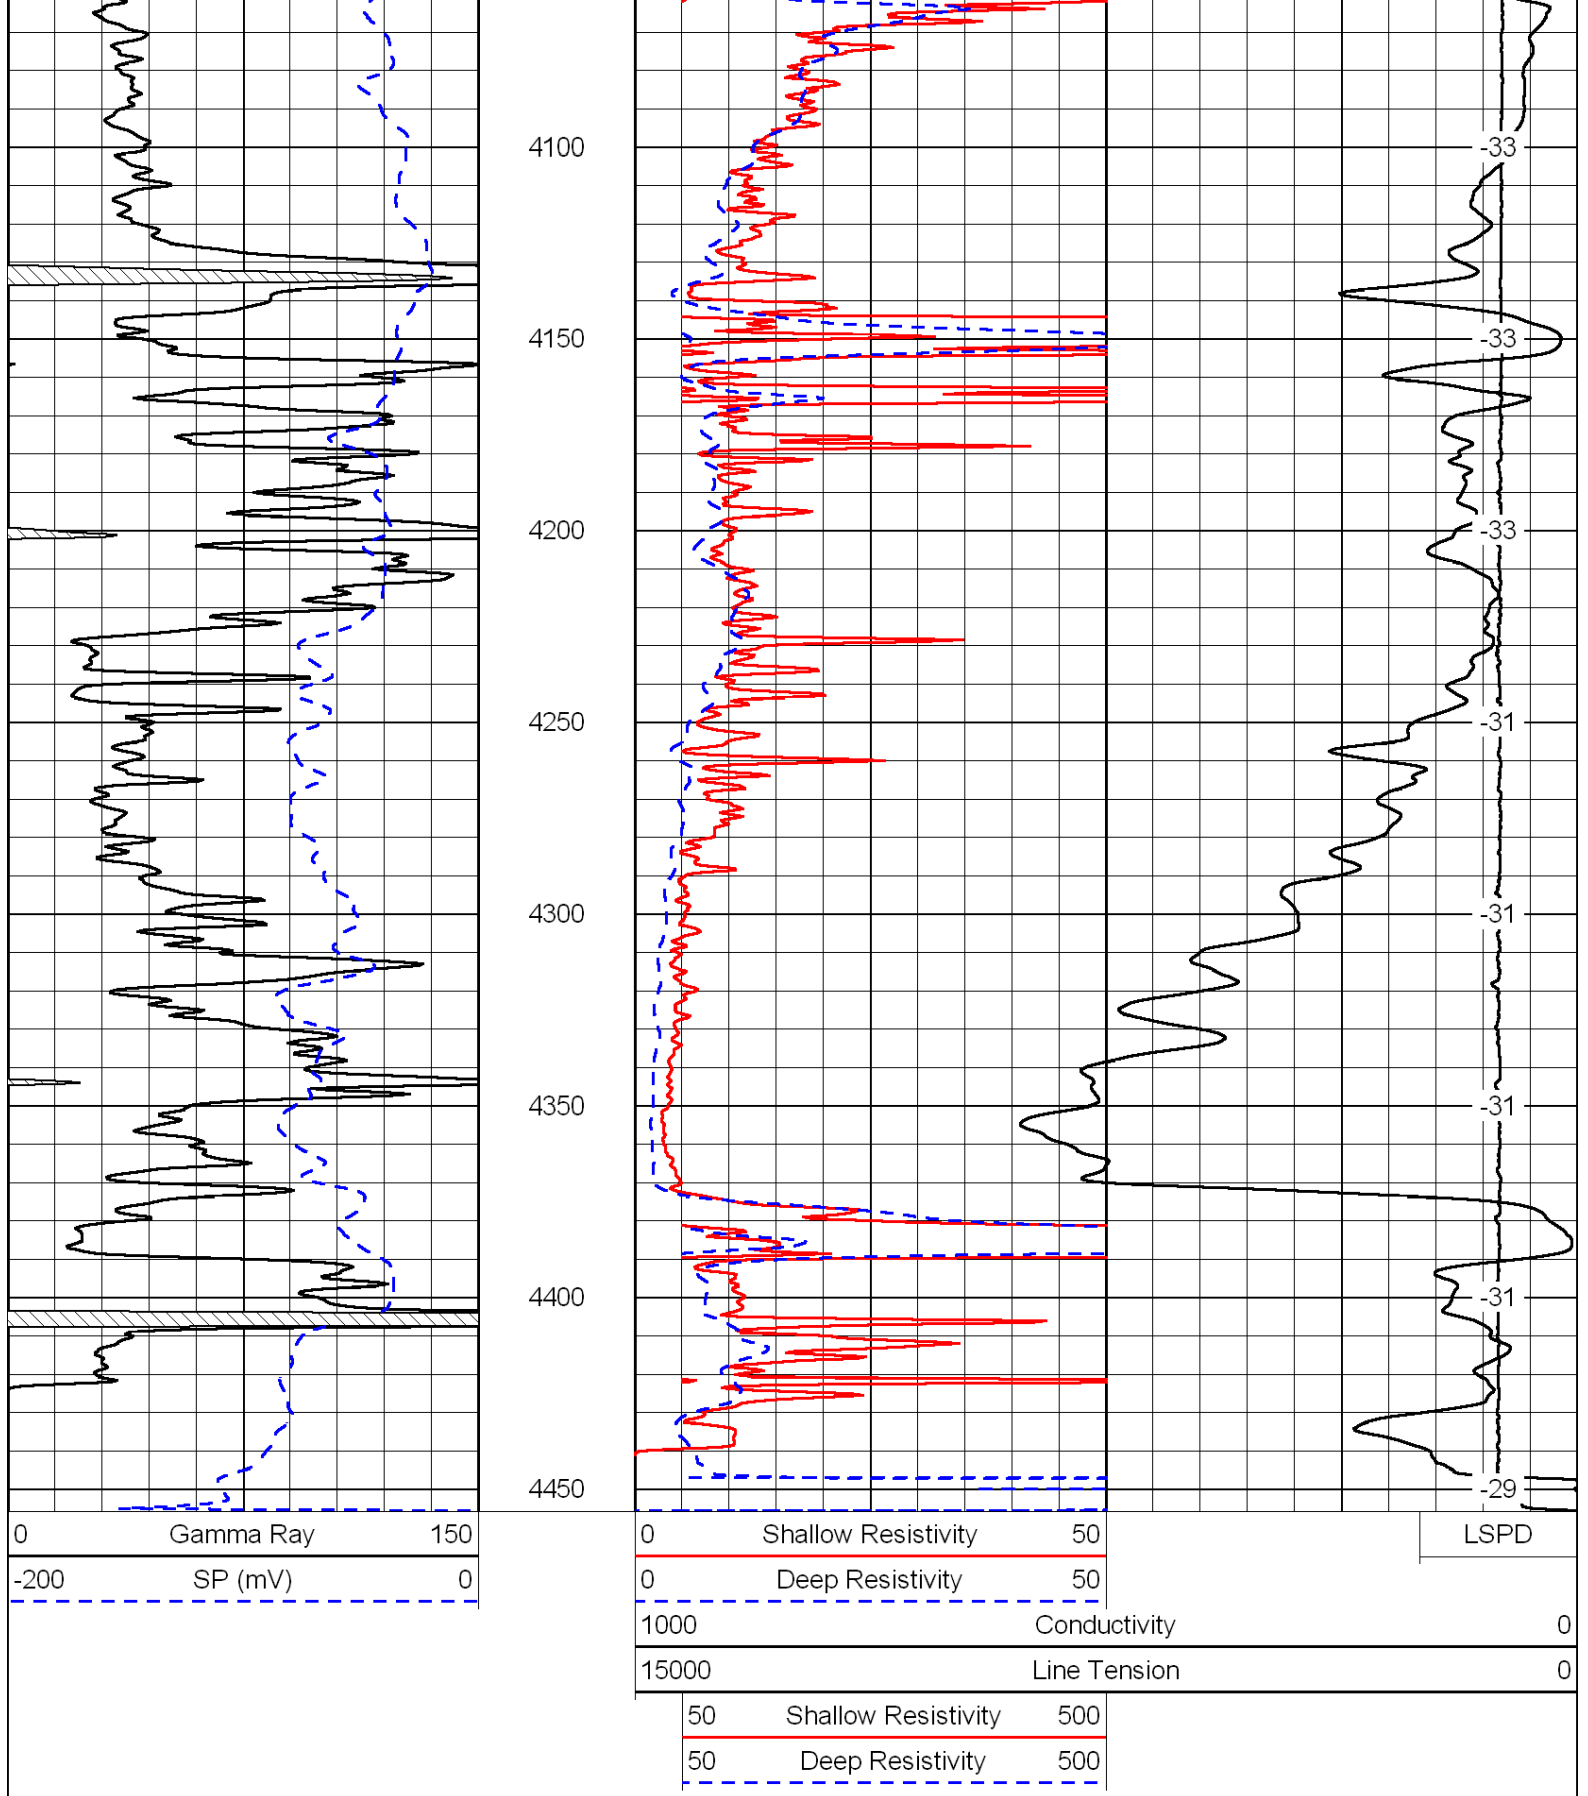 4100 -33
4150 -33
4200 -33
4250 -31
4300 -31
4350 -31
4400 -31
4450 -29
0 Gamma Ray 150 0 Shallow Resistivity 50 LSPD
-200 SP (mV) 0 0 Deep Resistivity 50
1000 Conductivity 0
15000 Line Tension 0
50 Shallow Resistivity 500
50 Deep Resistivity 500